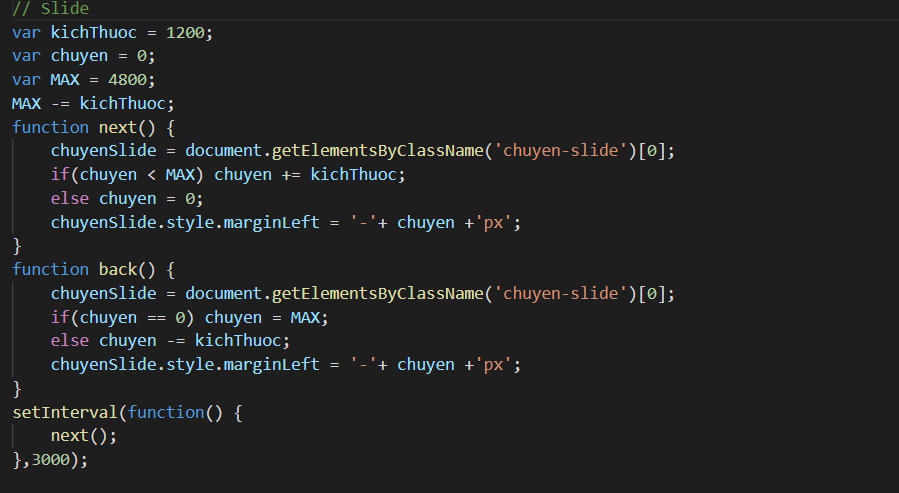 // Slide
var kichThuoc = 1200;
var chuyen = 0;
var MAX = 4800;
MAX -= kichThuoc;
function next() {
    chuyenSlide = document.getElementsByClassName('chuyen-slide')[0];
    if(chuyen < MAX) chuyen += kichThuoc;
    else chuyen = 0;
    chuyenSlide.style.marginLeft = '-'+ chuyen +'px';
}
function back() {
    chuyenSlide = document.getElementsByClassName('chuyen-slide')[0];
    if(chuyen == 0) chuyen = MAX;
    else chuyen -= kichThuoc;
    chuyenSlide.style.marginLeft = '-'+ chuyen +'px';
}
setInterval(function() {
    next();
},3000);